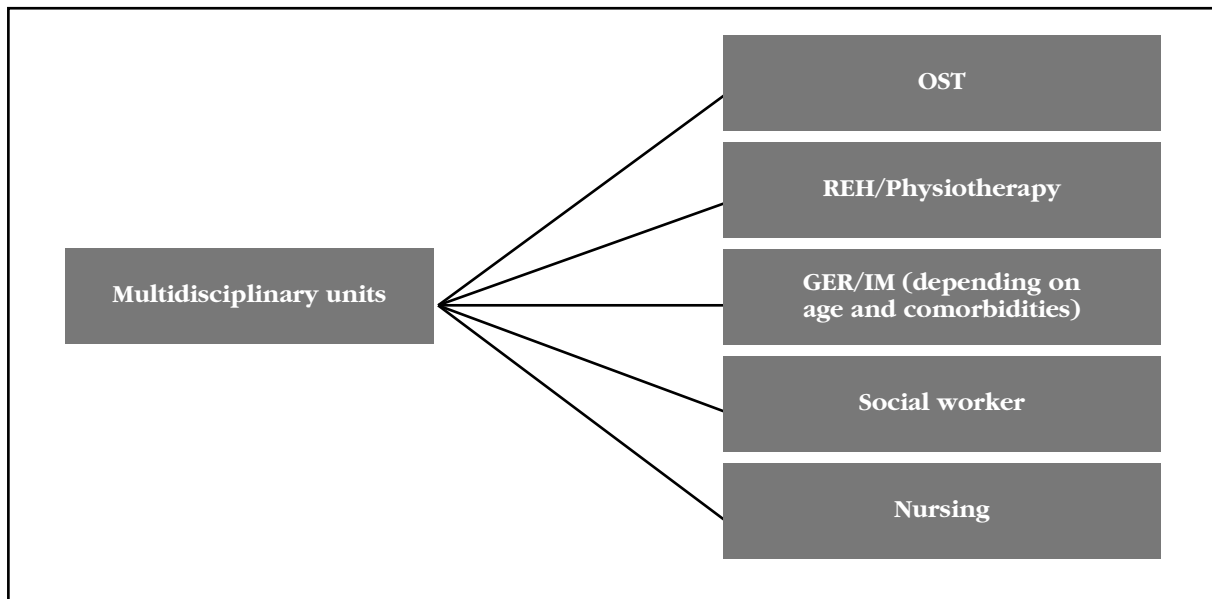 OST
REH/Physiotherapy
Multidisciplinary units
GER/IM (depending on
age and comorbidities)
Social worker
Nursing